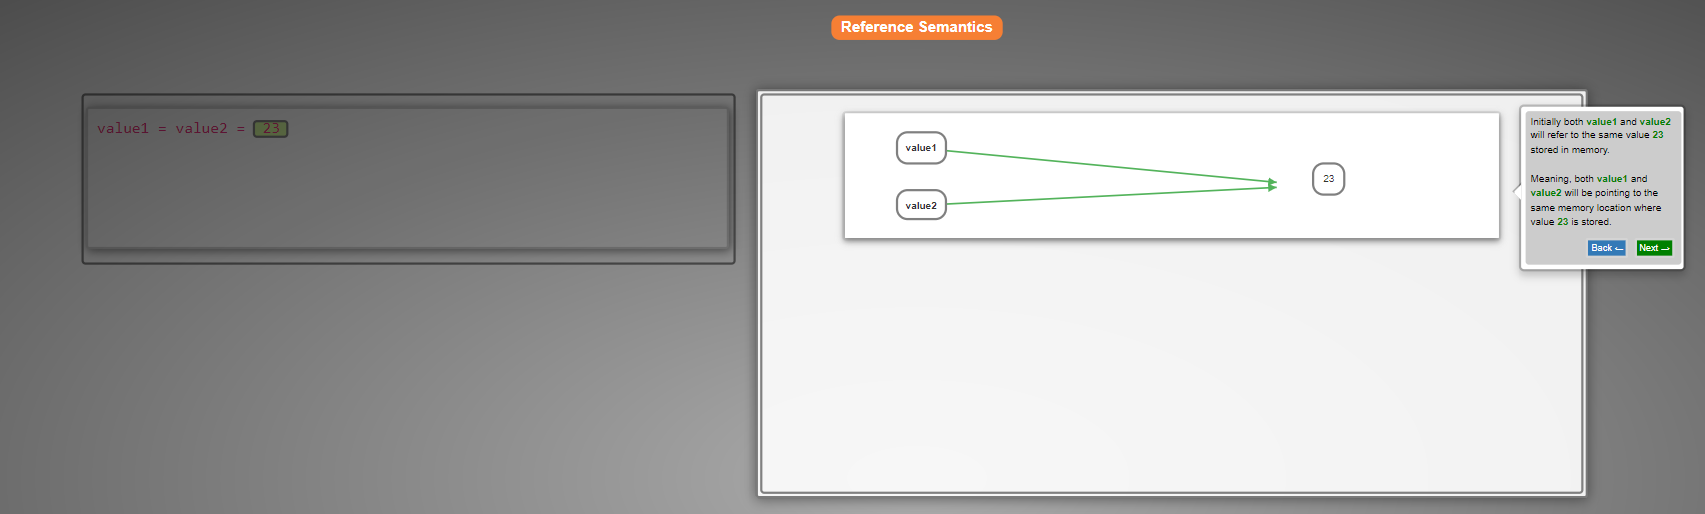 Reference Semantics
value1 = value2 = 23
value1
value2
23
Initially both value1 and value2
will refer to the same value 23
stored in memory.
Meaning, both value1 and
value2 will be pointing to the
same memory location where
value 23 is stored.
Back ← Next →